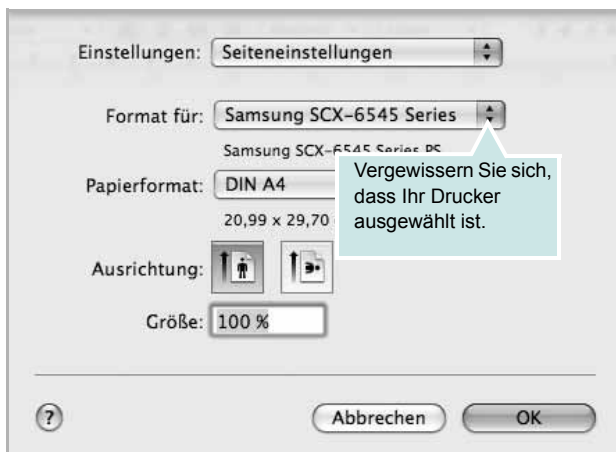 Einstellungen: Seiteneinstellungen
Format für: Samsung SCX-6545 Series
Samsung SCX-6545 Series PS
Papierformat: DIN A4
20,99 x 29,70
Vergewissern Sie sich,
dass Ihr Drucker
ausgewählt ist.
Ausrichtung:
Größe: 100 %
? Abbrechen OK